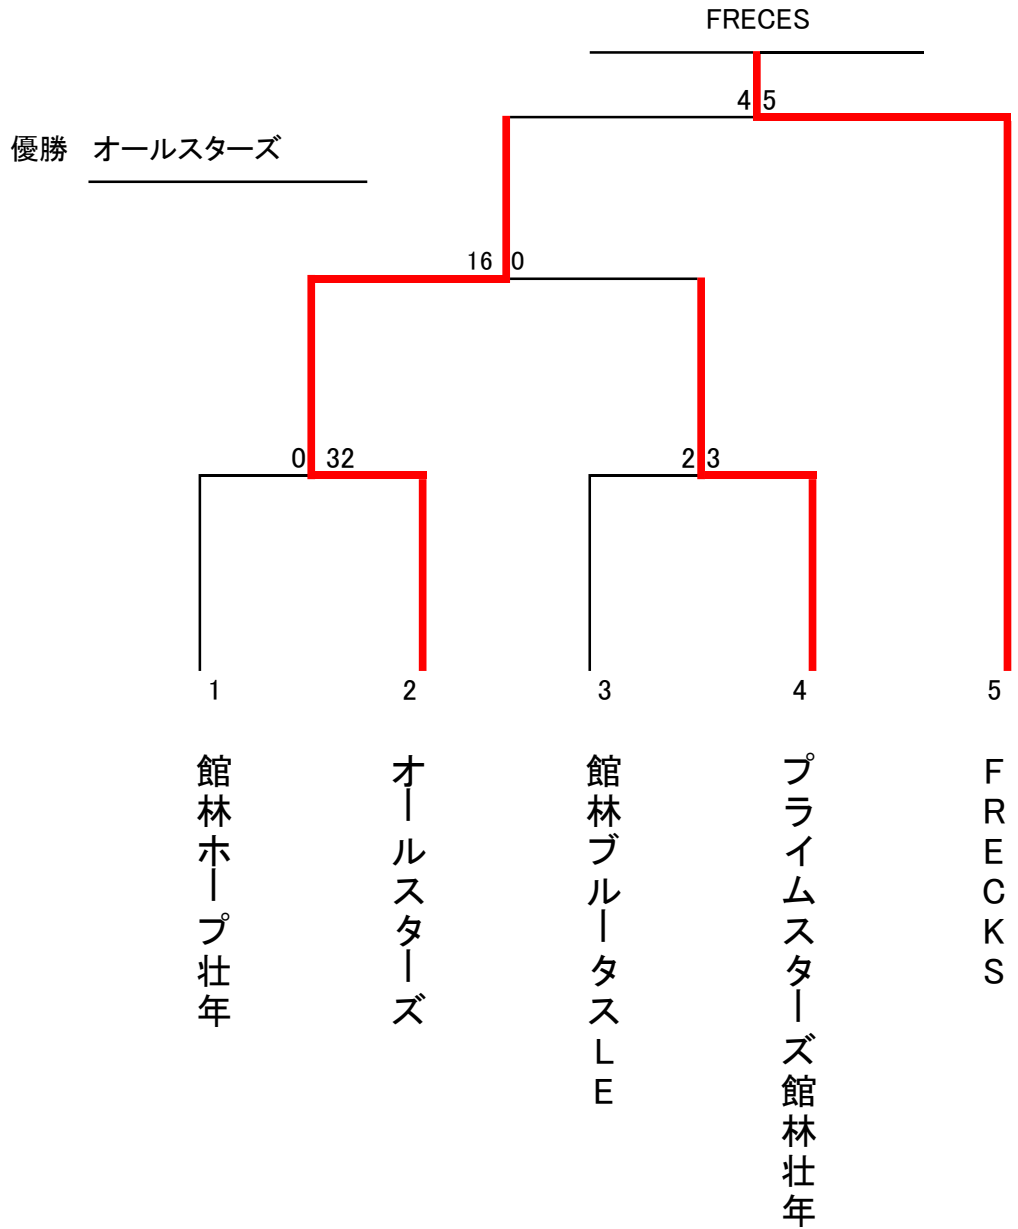 FRECES
4 5
優勝 オールスターズ
16 0
0 32
2 3
1 2 3 4 5
館林ホープ壮年
オールスターズ
館林ブルータスLE
プライムスターズ館林壮年
FRECKS